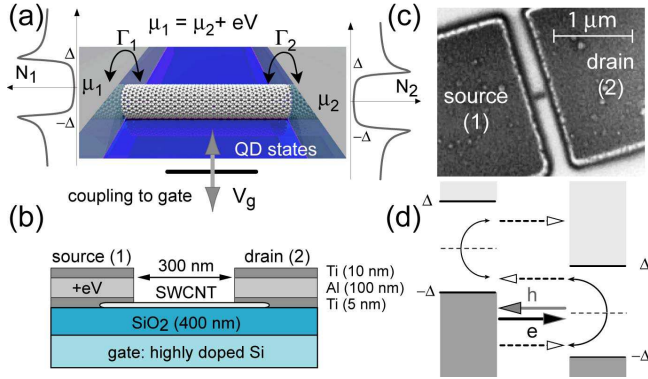 (a)
μ₁ = μ₂+ eV
Γ₁
Γ₂
Δ
N₁
μ₁
μ₂
−Δ
QD states
Δ
N₂
−Δ
coupling to gate
V_g
(b)
source (1)
300 nm
drain (2)
+eV
SWCNT
Ti (10 nm)
Al (100 nm)
Ti (5 nm)
SiO₂ (400 nm)
gate: highly doped Si
(c)
1 μm
drain
(2)
source
(1)
(d)
Δ
−Δ
h
e
Δ
−Δ